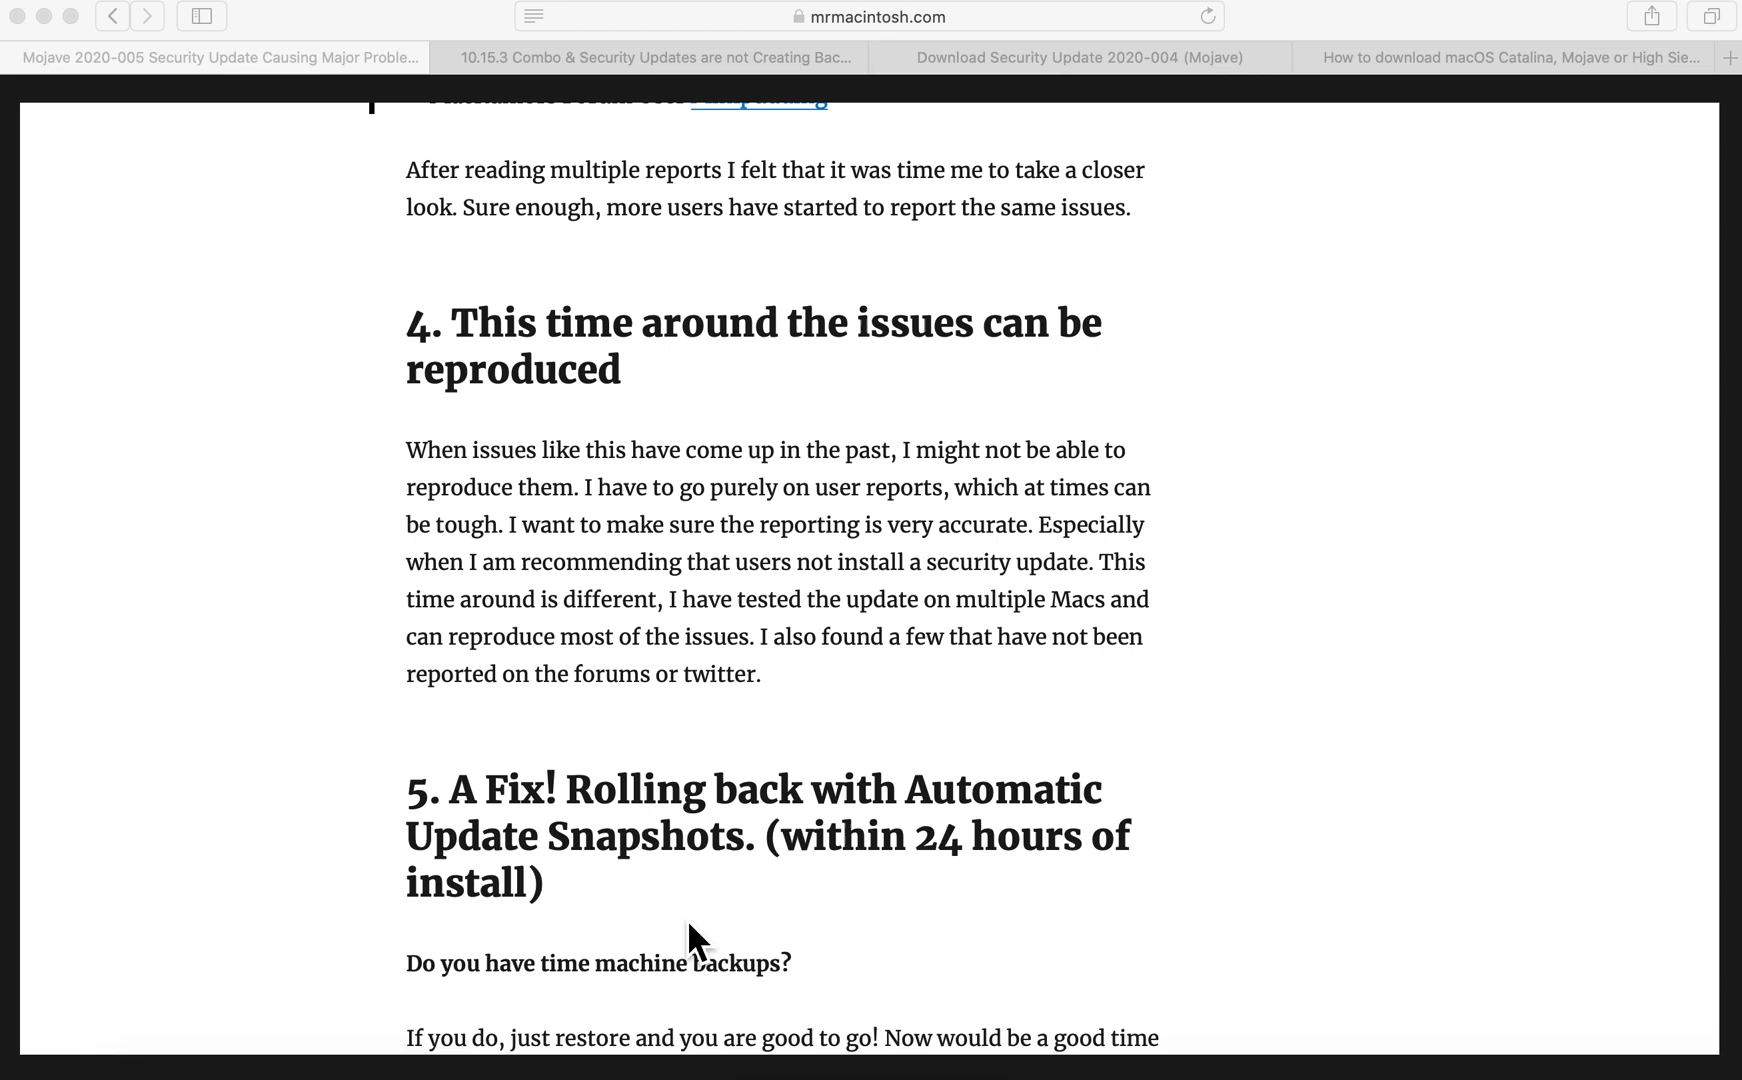 mrmacintosh.com
Mojave 2020-005 Security Update Causing Major Proble...
10.15.3 Combo & Security Updates are not Creating Bac...
Download Security Update 2020-004 (Mojave)
How to download macOS Catalina, Mojave or High Sie...
After reading multiple reports I felt that it was time me to take a closer
look. Sure enough, more users have started to report the same issues.
4. This time around the issues can be
reproduced
When issues like this have come up in the past, I might not be able to
reproduce them. I have to go purely on user reports, which at times can
be tough. I want to make sure the reporting is very accurate. Especially
when I am recommending that users not install a security update. This
time around is different, I have tested the update on multiple Macs and
can reproduce most of the issues. I also found a few that have not been
reported on the forums or twitter.
5. A Fix! Rolling back with Automatic
Update Snapshots. (within 24 hours of
install)
Do you have time machine backups?
If you do, just restore and you are good to go! Now would be a good time